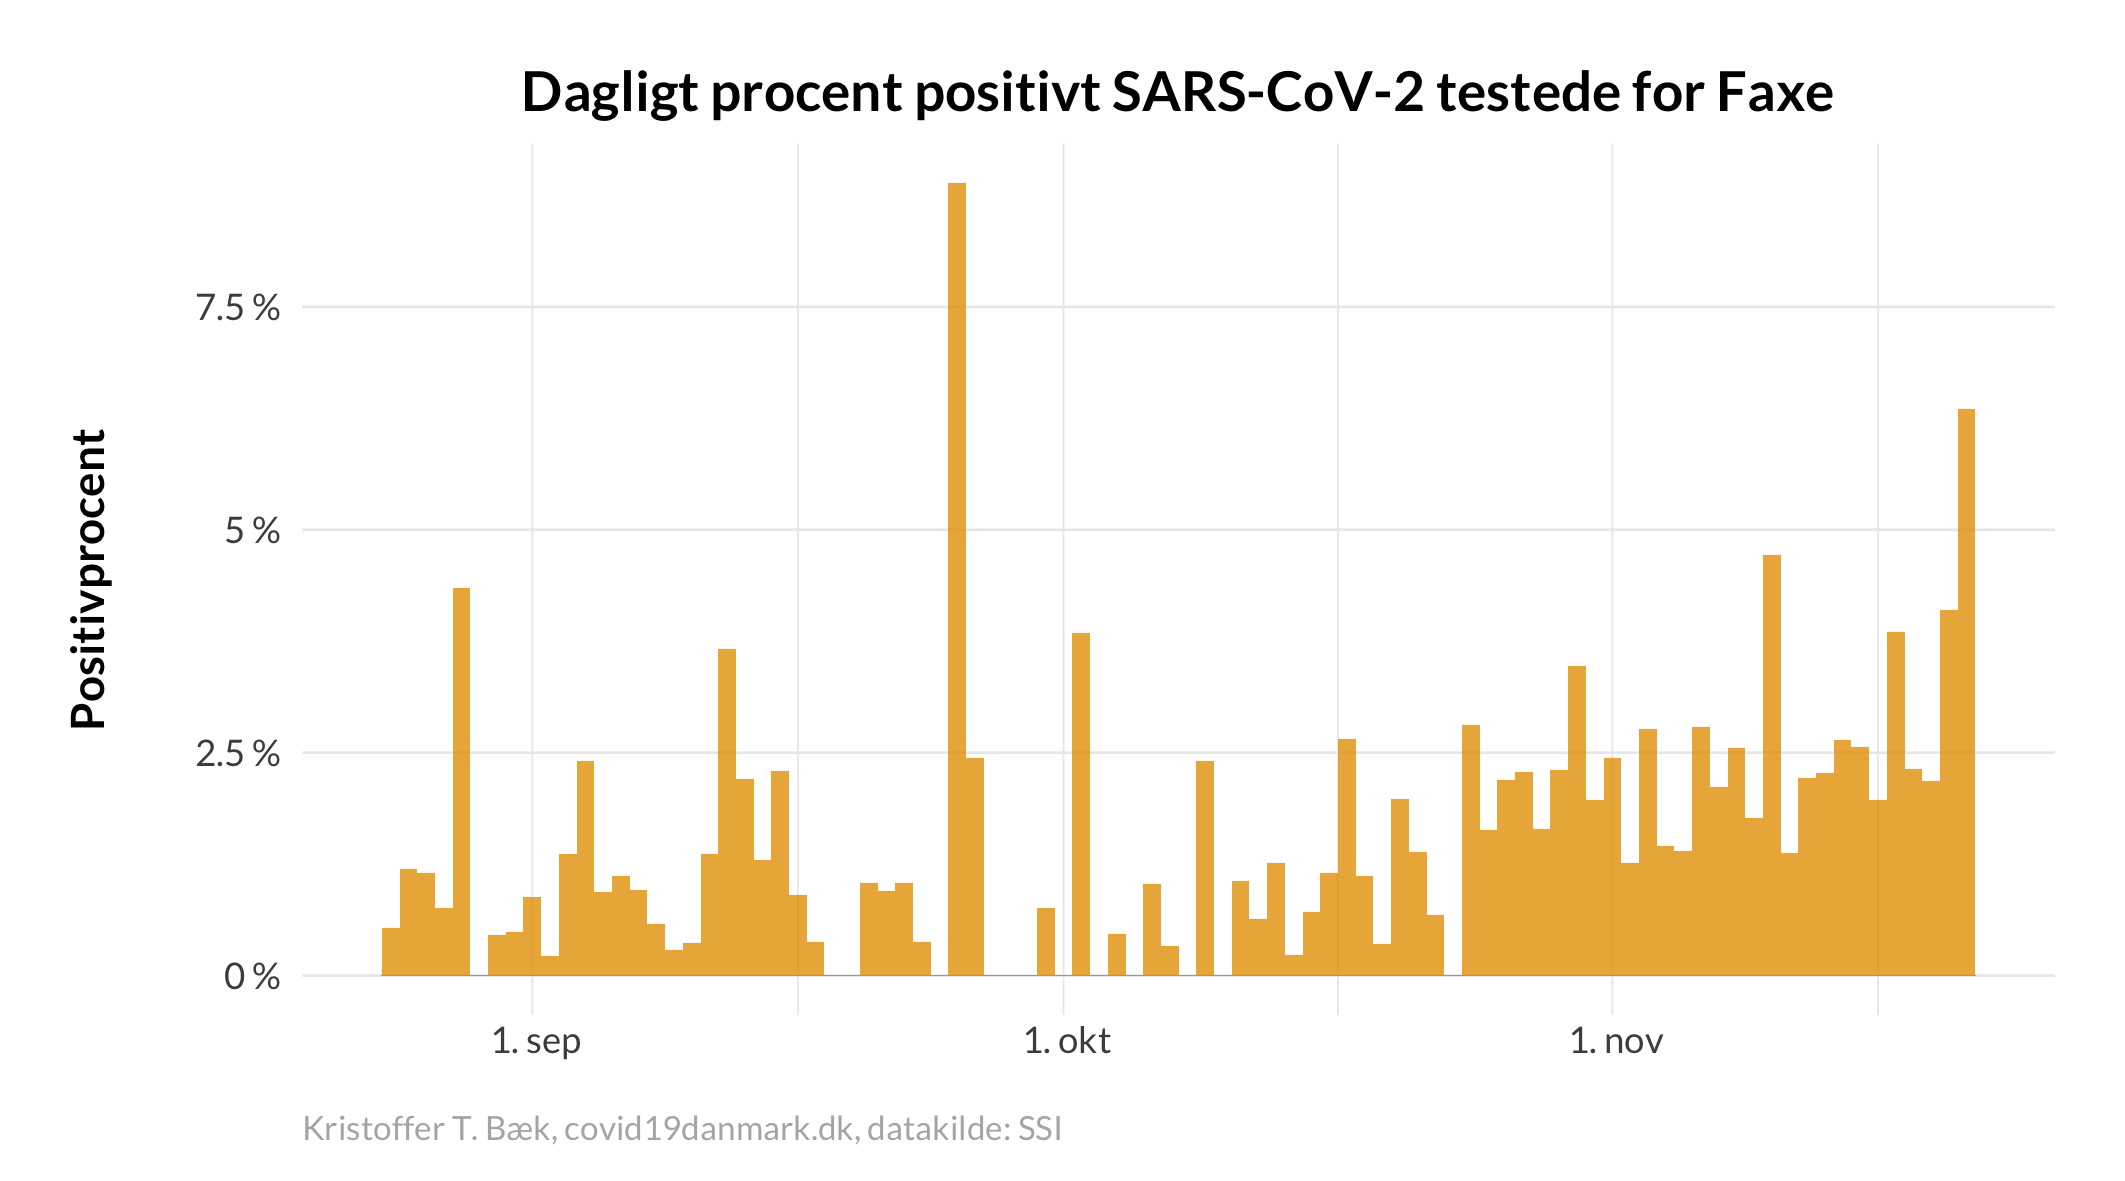 Dagligt procent positivt SARS-CoV-2 testede for Faxe
Positivprocent
7.5 %
5 %
2.5 %
0 %
1. sep
1. okt
1. nov
Kristoffer T. Bæk, covid19danmark.dk, datakilde: SSI